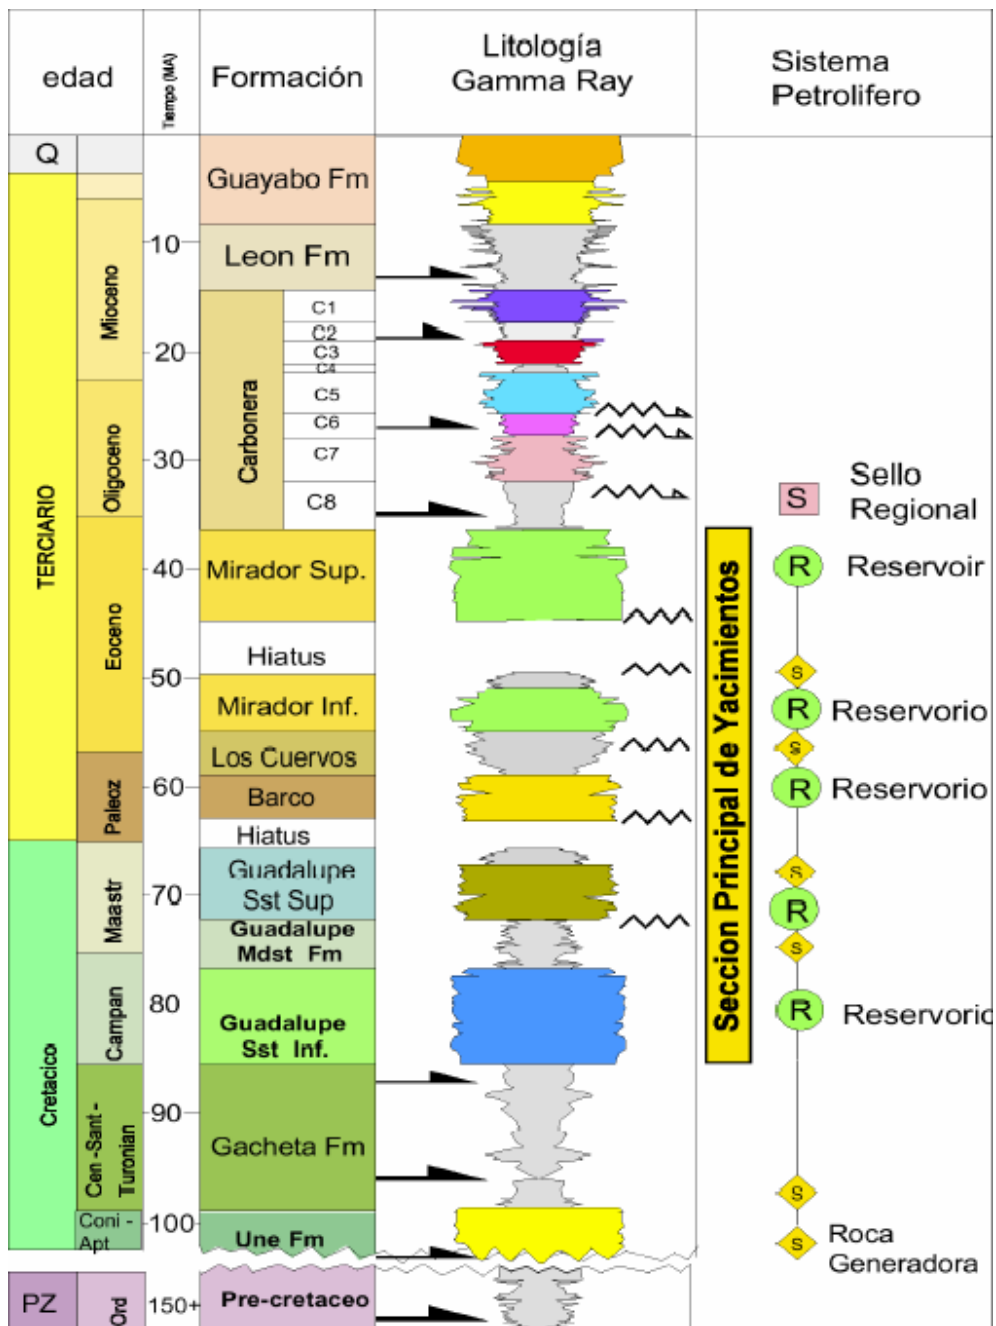 edad
Tiempo (MA)
Formación
Litología
Gamma Ray
Sistema
Petrolifero
Q
TERCIARIO
Cretacico
PZ
Mioceno
Oligoceno
Eoceno
Paleoz
Maastr
Campan
Cen -Sant -
Turonian
Coni -
Apt
Ord
10
20
30
40
50
60
70
80
90
100
150+
Guayabo Fm
Leon Fm
Carbonera
C1
C2
C3
C4
C5
C6
C7
C8
Mirador Sup.
Hiatus
Mirador Inf.
Los Cuervos
Barco
Hiatus
Guadalupe
Sst Sup
Guadalupe
Mdst Fm
Guadalupe
Sst Inf.
Gacheta Fm
Une Fm
Pre-cretaceo
Seccion Principal de Yacimientos
S
Sello
Regional
R
Reservoir
S
R
Reservorio
S
R
Reservorio
S
R
S
R
Reservorio
S
S
Roca
Generadora